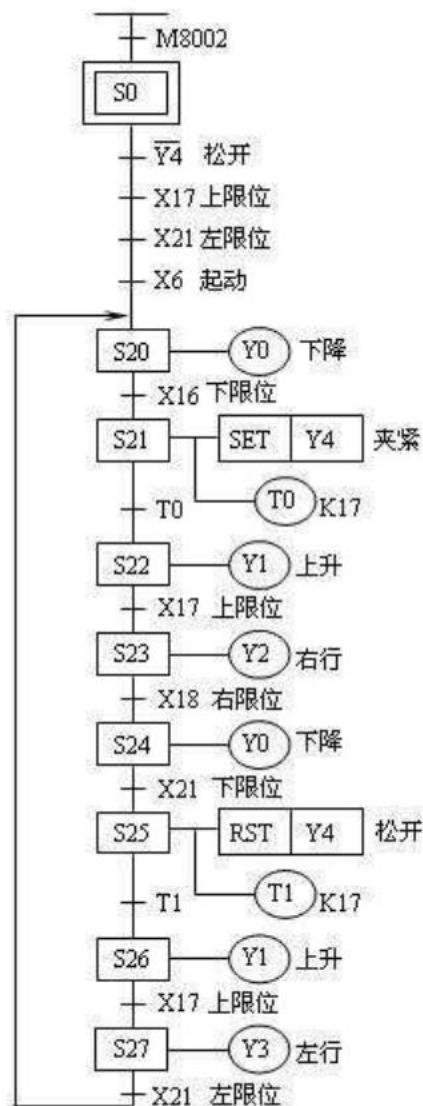 M8002
S0
Y4 松开
X17 上限位
X21 左限位
X6 起动
S20 Y0 下降
X16 下限位
S21 SET Y4 夹紧
T0 K17
T0
S22 Y1 上升
X17 上限位
S23 Y2 右行
X18 右限位
S24 Y0 下降
X21 下限位
S25 RST Y4 松开
T1 K17
T1
S26 Y1 上升
X17 上限位
S27 Y3 左行
X21 左限位